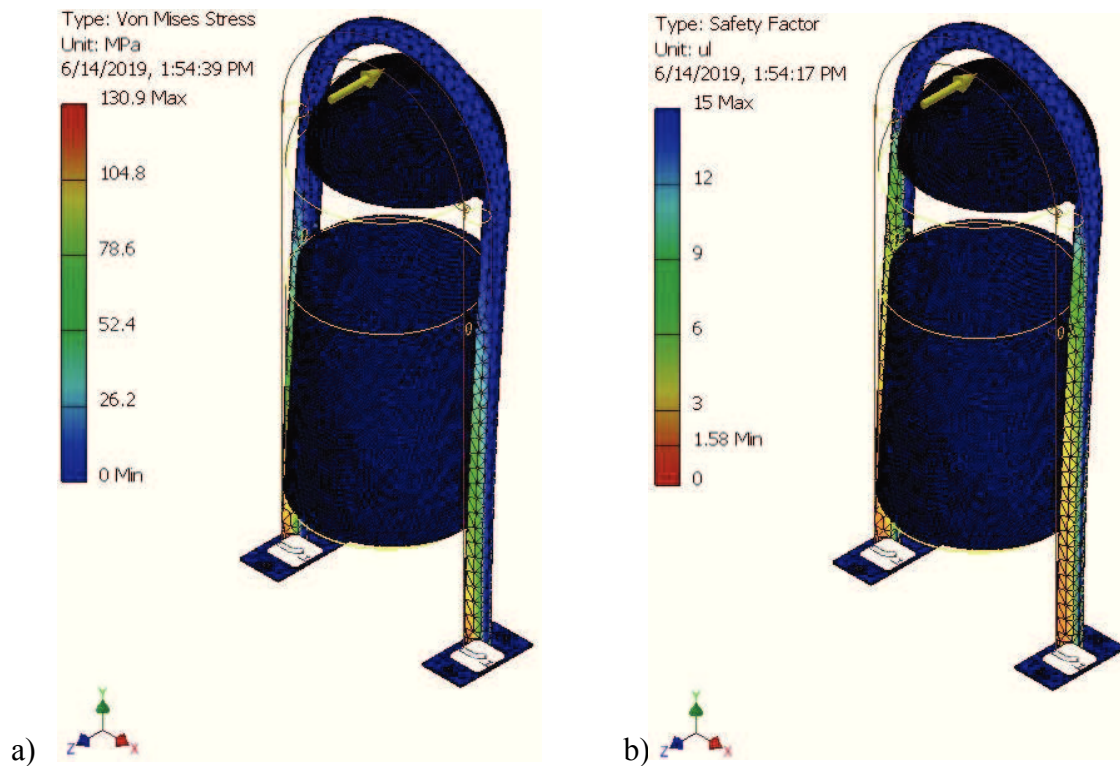 Type: Von Mises Stress
Unit: MPa
6/14/2019, 1:54:39 PM
130.9 Max
104.8
78.6
52.4
26.2
0 Min
Y
Z
X
a)
Type: Safety Factor
Unit: ul
6/14/2019, 1:54:17 PM
15 Max
12
9
6
3
1.58 Min
0
Y
Z
X
b)